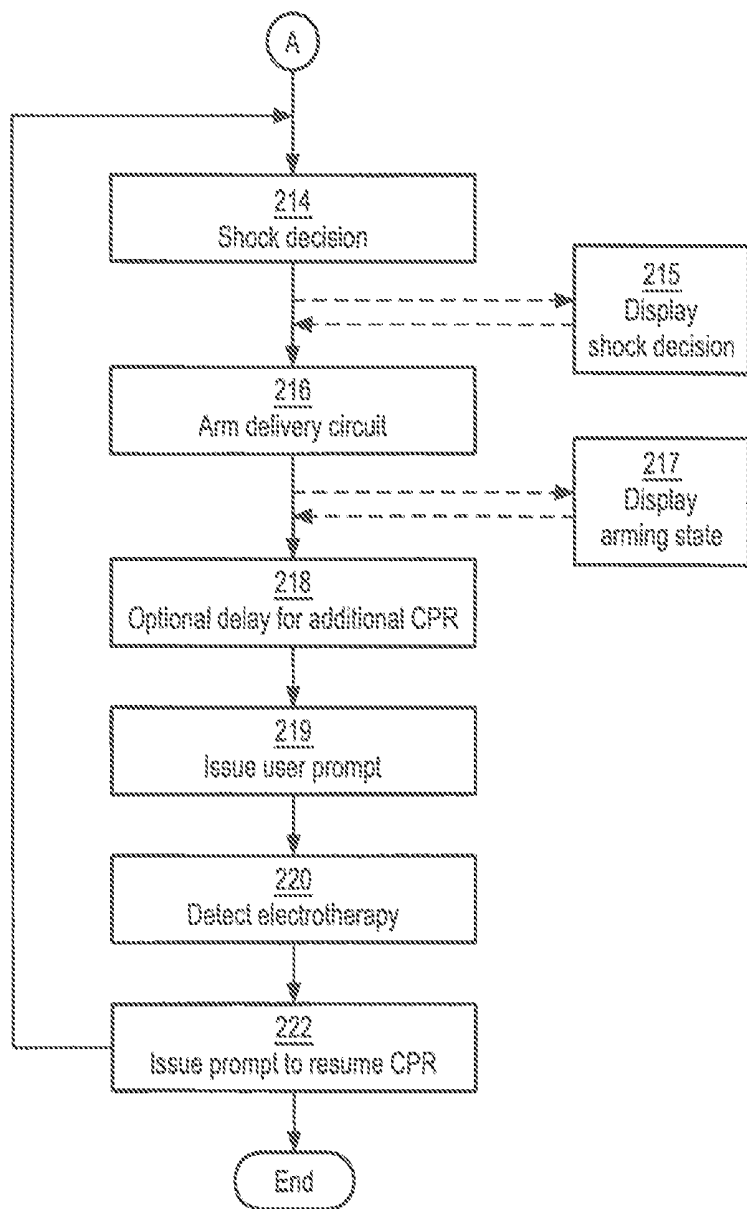 A
214
Shock decision
215
Display
shock decision
216
Arm delivery circuit
217
Display
arming state
218
Optional delay for additional CPR
219
Issue user prompt
220
Detect electrotherapy
222
Issue prompt to resume CPR
End